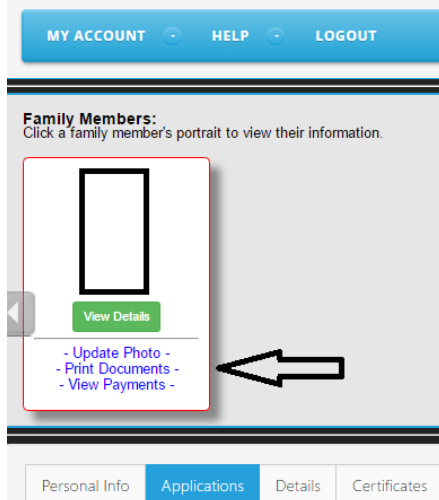 MY ACCOUNT - HELP - LOGOUT
Family Members:
Click a family member's portrait to view their information.
View Details
- Update Photo -
- Print Documents -
- View Payments -
Personal Info Applications Details Certificates